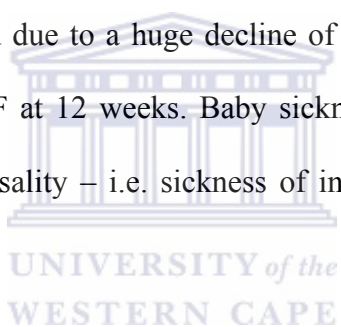 due to a huge decline of
F at 12 weeks. Baby sickn
sality – i.e. sickness of in
UNIVERSITY of the
WESTERN CAPE